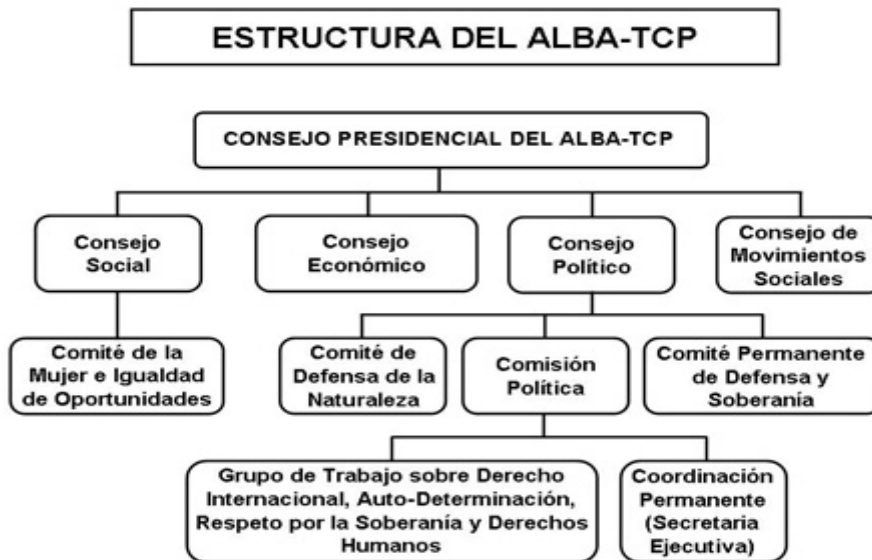 ESTRUCTURA DEL ALBA-TCP
CONSEJO PRESIDENCIAL DEL ALBA-TCP
Consejo
Social
Consejo
Económico
Consejo
Político
Consejo de
Movimientos
Sociales
Comité de la
Mujer e Igualdad
de Oportunidades
Comité de
Defensa de la
Naturaleza
Comisión
Política
Comité Permanente
de Defensa y
Soberanía
Grupo de Trabajo sobre Derecho
Internacional, Auto-Determinación,
Respeto por la Soberanía y Derechos
Humanos
Coordinación
Permanente
(Secretaria
Ejecutiva)